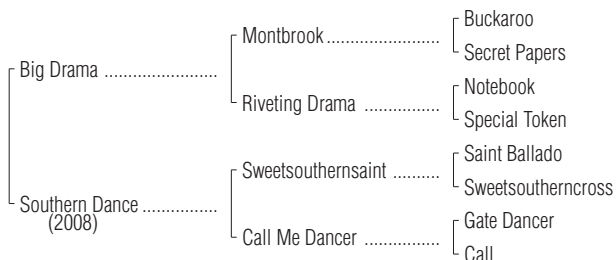 Buckaroo
Montbrook
Secret Papers
Big Drama
Notebook
Riveting Drama
Special Token
Saint Ballado
Sweetsouthernsaint
Sweetsoutherncross
Southern Dance
(2008)
Gate Dancer
Call Me Dancer
Call